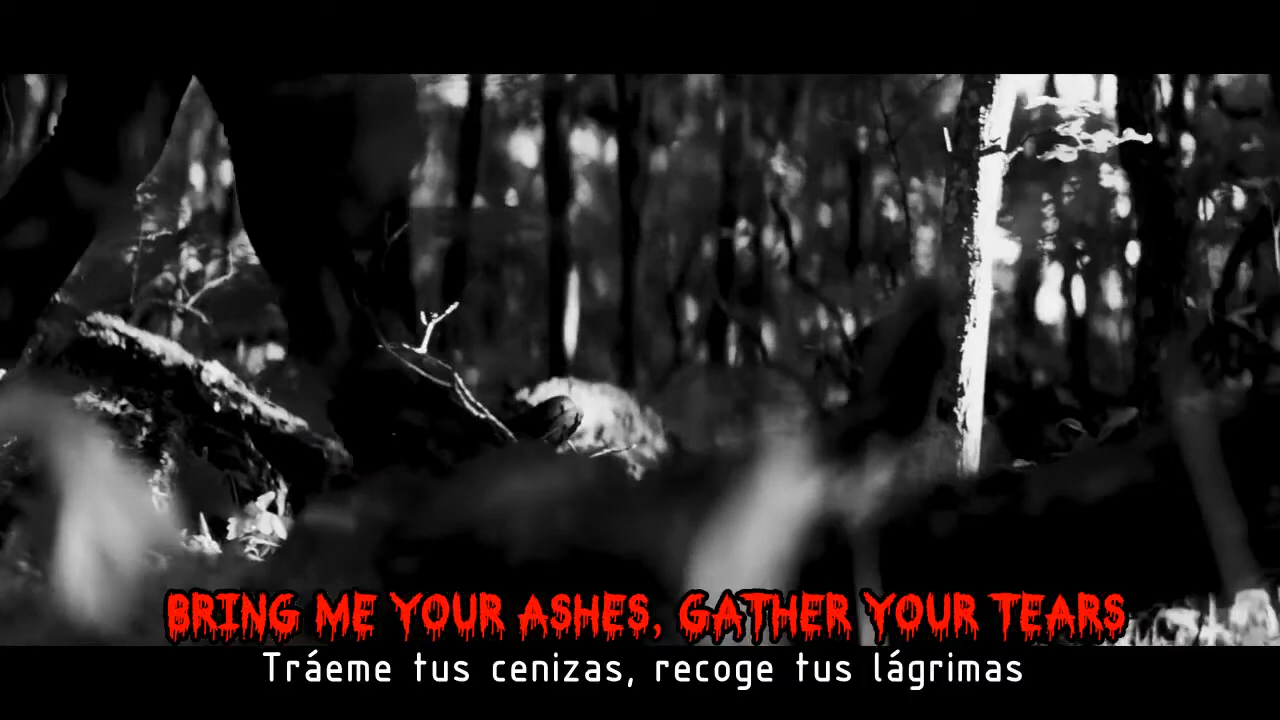 BRING ME YOUR ASHES, GATHER YOUR TEARS
Tráeme tus cenizas, recoge tus lágrimas